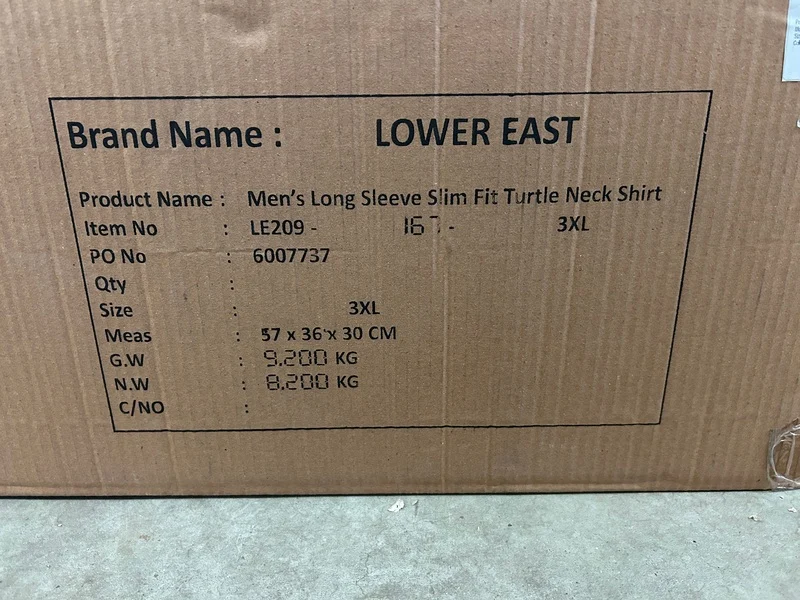 Brand Name : LOWER EAST
Product Name : Men's Long Sleeve Slim Fit Turtle Neck Shirt
Item No : LE209 - 167 - 3XL
PO No : 6007737
Qty :
Size : 3XL
Meas : 57 x 36 x 30 CM
G.W : 9.200 KG
N.W : 8.200 KG
C/NO :